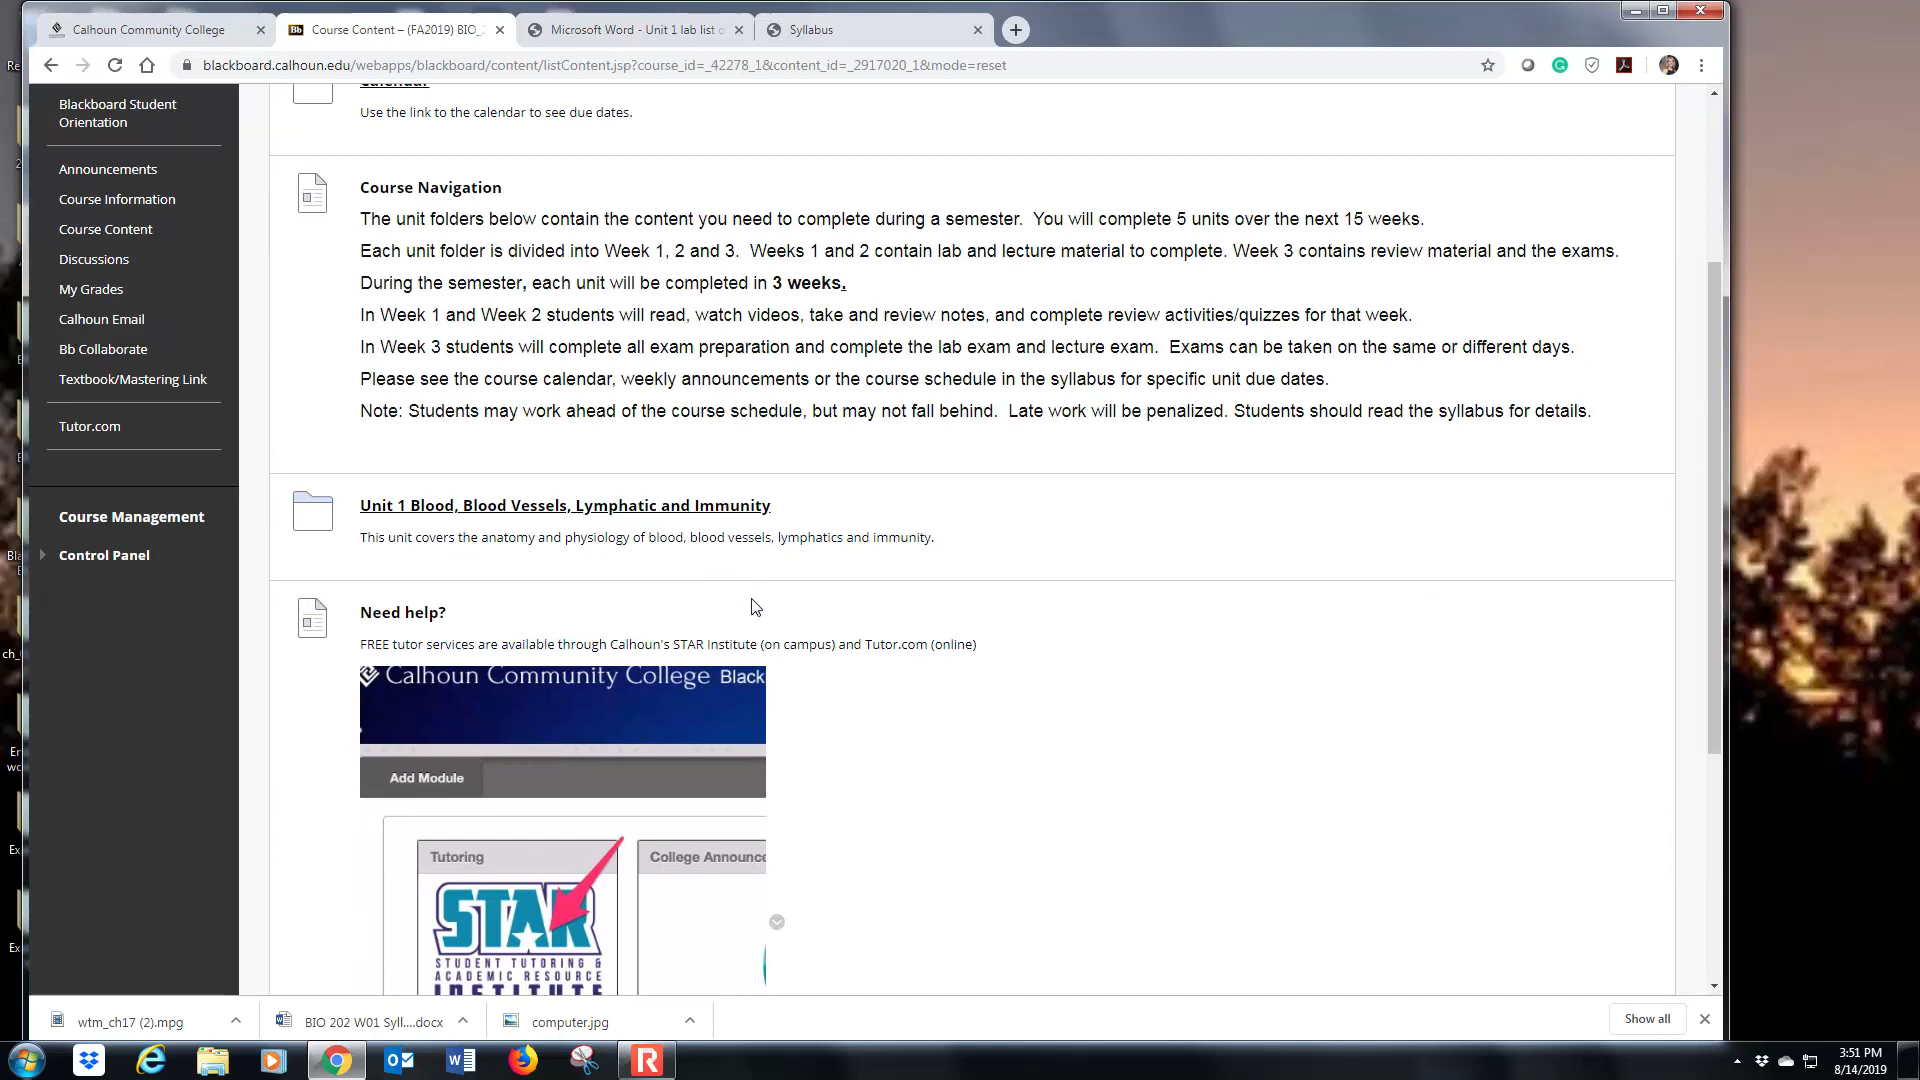 Calhoun Community College
Course Content – (FA2019) BIO_2
Microsoft Word - Unit 1 lab list
Syllabus
blackboard.calhoun.edu/webapps/blackboard/content/listContent.jsp?course_id=_42278_1&content_id=_2917020_1&mode=reset
Blackboard Student
Orientation
Announcements
Course Information
Course Content
Discussions
My Grades
Calhoun Email
Bb Collaborate
Textbook/Mastering Link
Tutor.com
Course Management
Control Panel
Calendar
Use the link to the calendar to see due dates.
Course Navigation
The unit folders below contain the content you need to complete during a semester. You will complete 5 units over the next 15 weeks.
Each unit folder is divided into Week 1, 2 and 3. Weeks 1 and 2 contain lab and lecture material to complete. Week 3 contains review material and the exams.
During the semester, each unit will be completed in 3 weeks.
In Week 1 and Week 2 students will read, watch videos, take and review notes, and complete review activities/quizzes for that week.
In Week 3 students will complete all exam preparation and complete the lab exam and lecture exam. Exams can be taken on the same or different days.
Please see the course calendar, weekly announcements or the course schedule in the syllabus for specific unit due dates.
Note: Students may work ahead of the course schedule, but may not fall behind. Late work will be penalized. Students should read the syllabus for details.
Unit 1 Blood, Blood Vessels, Lymphatic and Immunity
This unit covers the anatomy and physiology of blood, blood vessels, lymphatics and immunity.
Need help?
FREE tutor services are available through Calhoun's STAR Institute (on campus) and Tutor.com (online)
Calhoun Community College Black
Add Module
Tutoring
College Announce
STAR
STUDENT TUTORING &
ACADEMIC RESOURCE
INSTITUTE
wtm_ch17 (2).mpg
BIO 202 W01 Syll....docx
computer.jpg
Show all
3:51 PM
8/14/2019